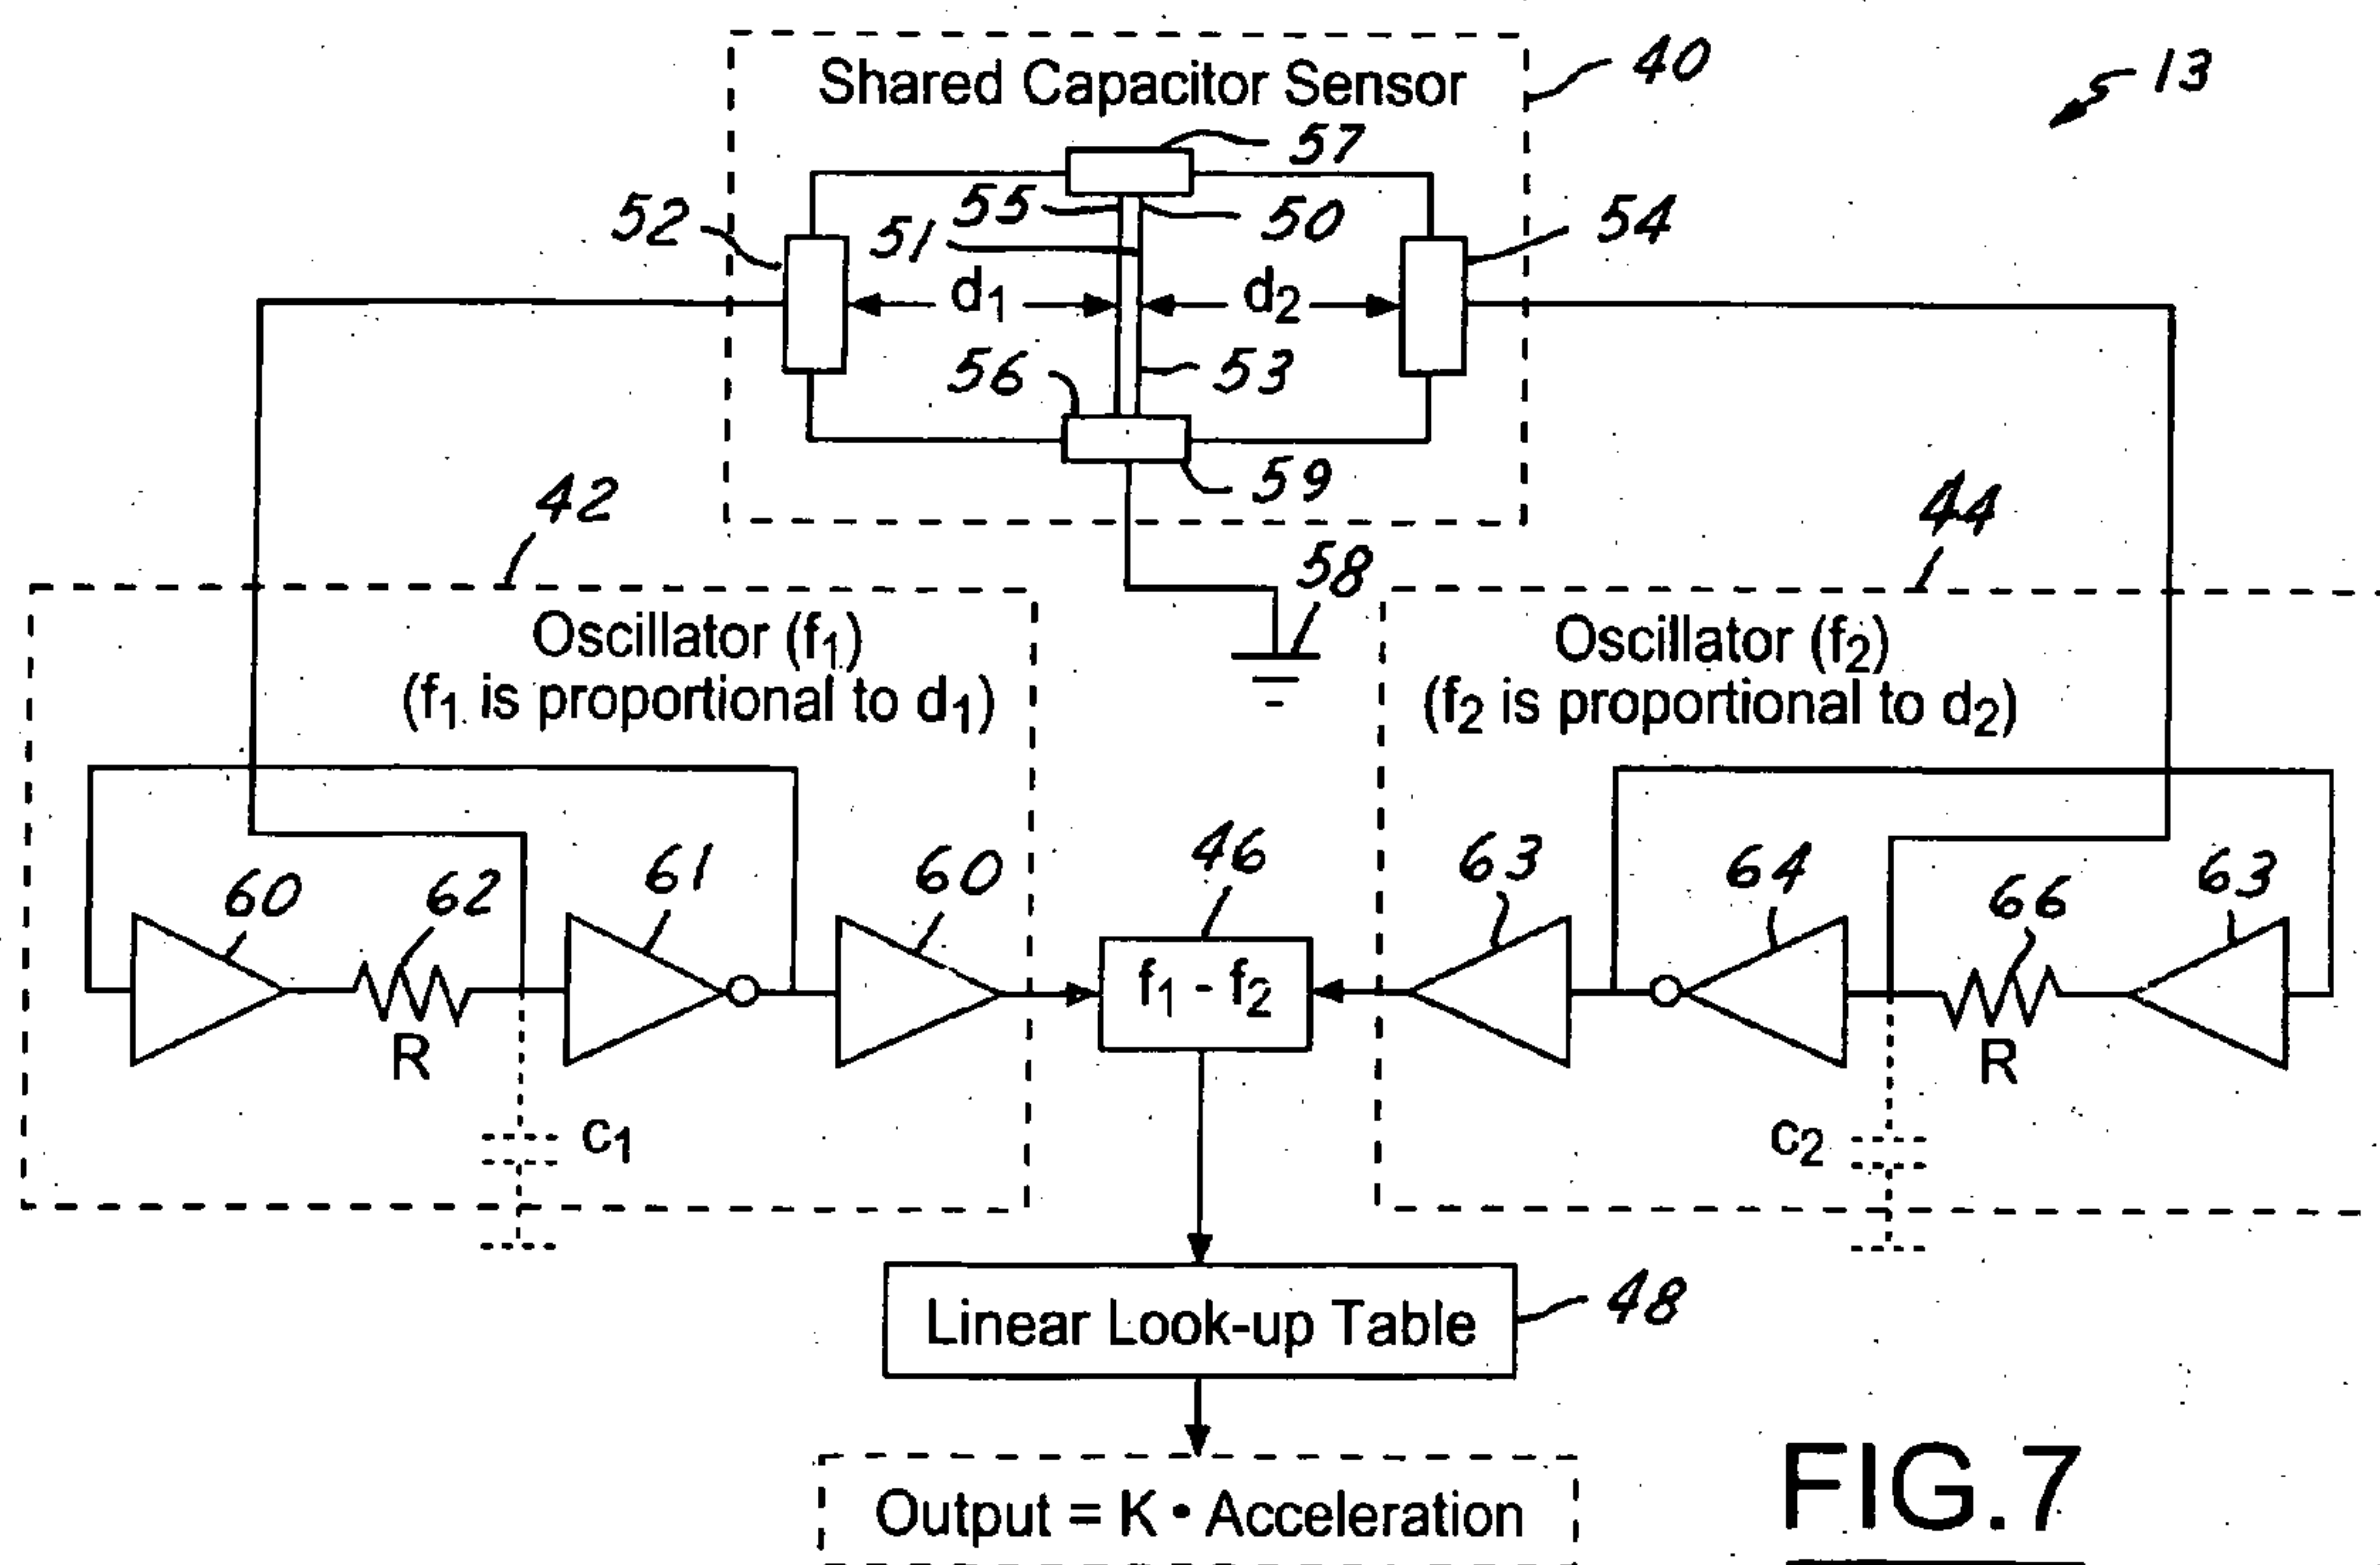 Shared Capacitor Sensor
40
13
57
52
55
50
54
51
d1
d2
56
53
59
42
44
58
Oscillator (f1)
(f1 is proportional to d1)
Oscillator (f2)
(f2 is proportional to d2)
60
62
61
60
46
63
64
66
63
f1 - f2
R
R
c1
c2
Linear Look-up Table
48
Output = K • Acceleration
FIG.7